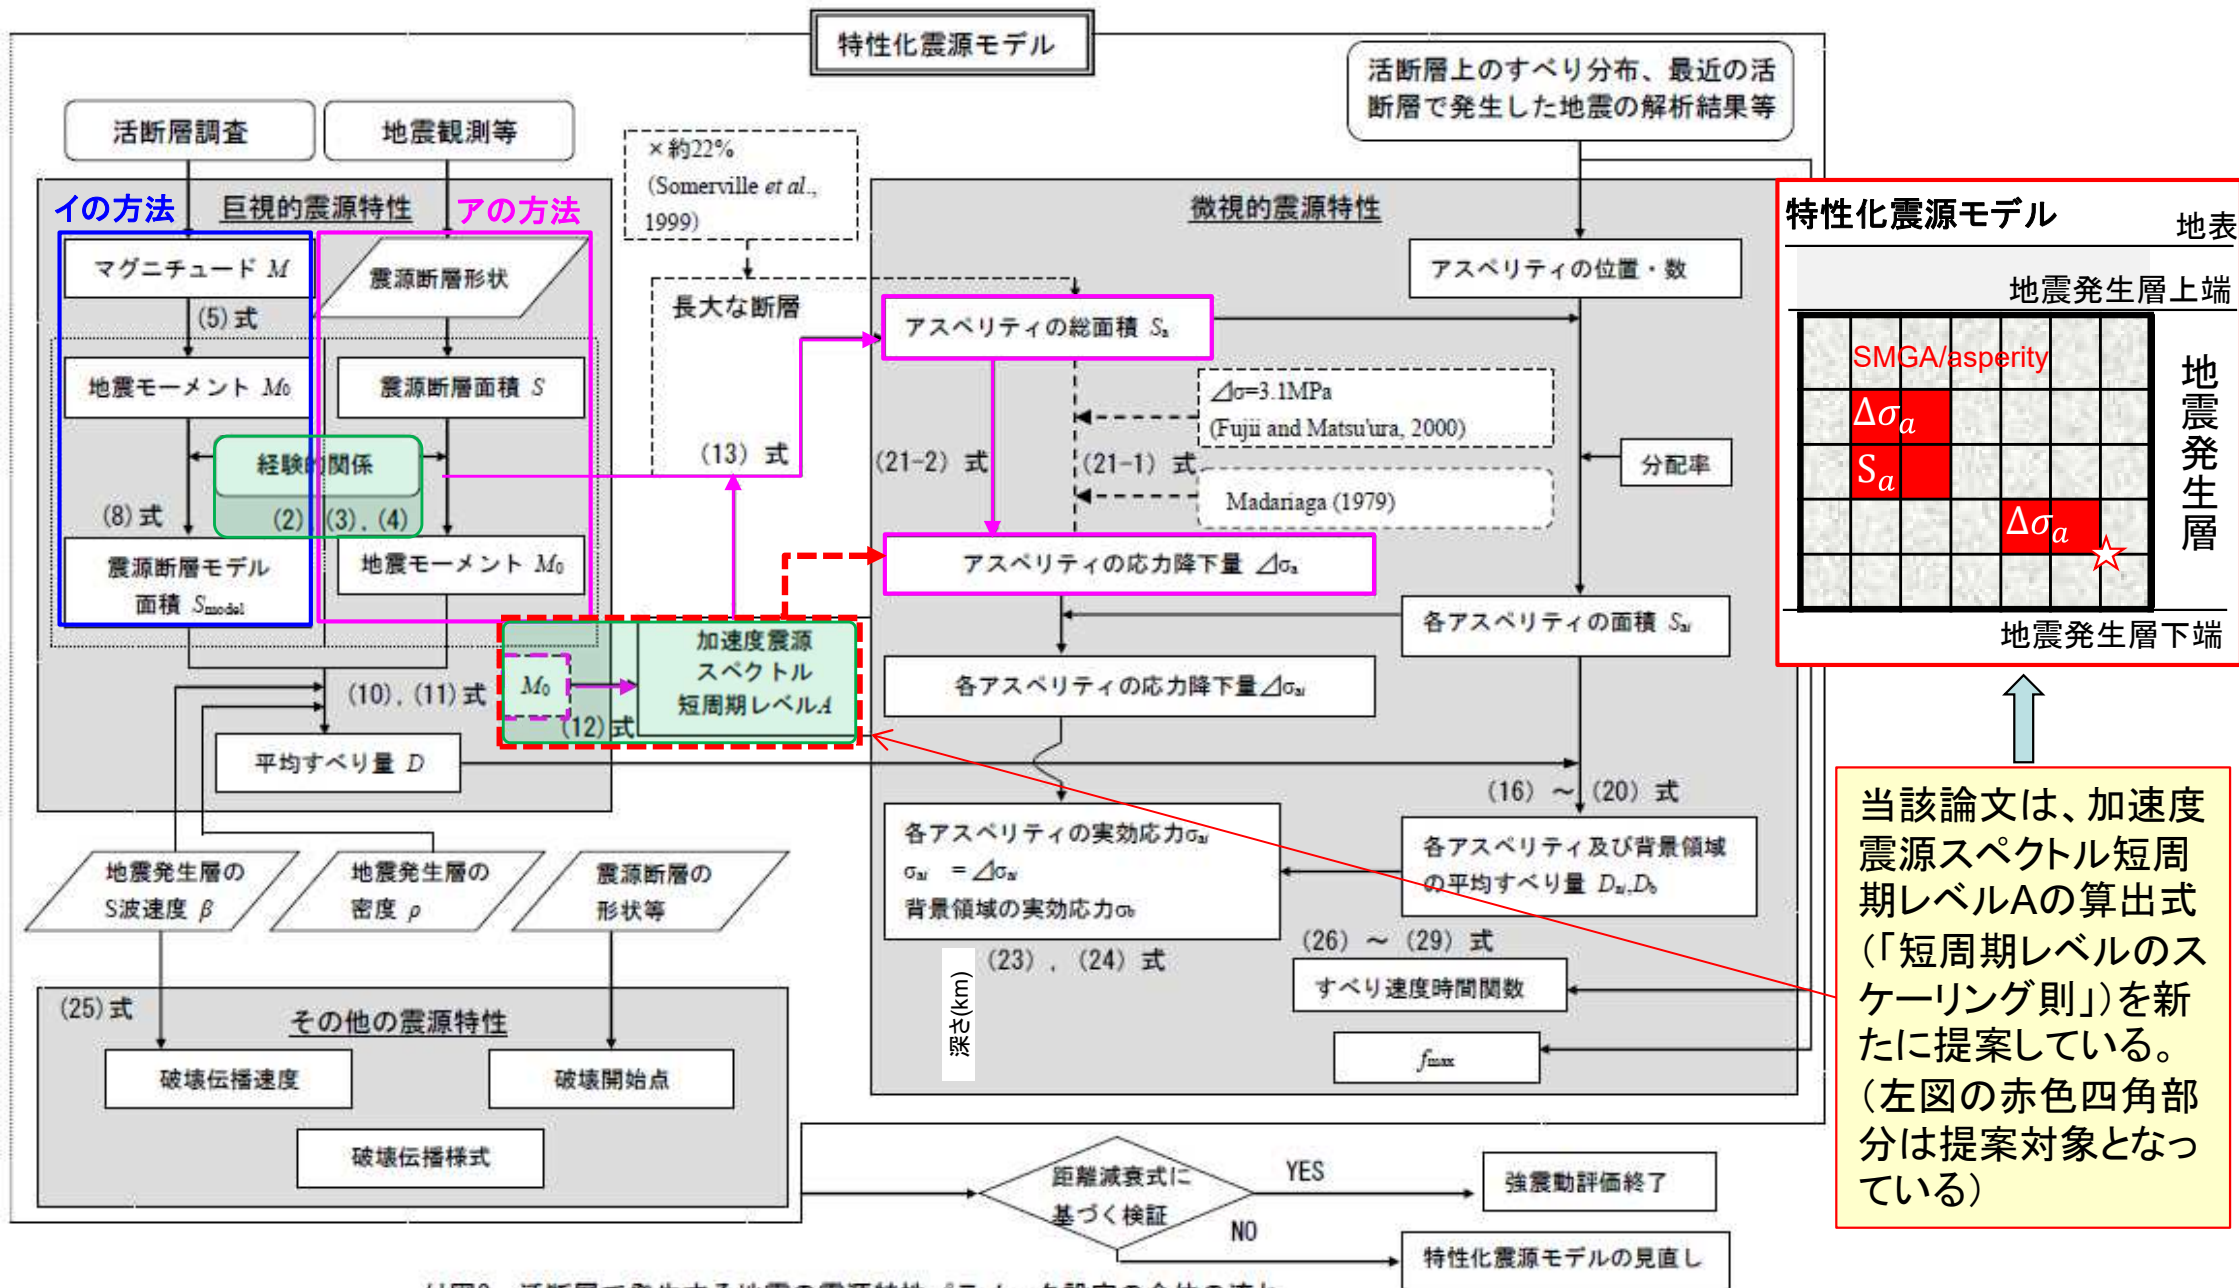 特性化震源モデル
活断層上のすべり分布、最近の活
断層で発生した地震の解析結果等
活断層調査
地震観測等
×約22%
(Somerville et al.,
1999)
イの方法
巨視的震源特性
アの方法
微視的震源特性
マグニチュード M
震源断層形状
(5)式
長大な断層
アスペリティの総面積 Sa
アスペリティの位置・数
地震モーメント M0
震源断層面積 S
⊿σ=3.1MPa
(Fujii and Matsu'ura, 2000)
経験的関係
(13) 式
(21-2) 式
(21-1) 式
分配率
Madariaga (1979)
(8)式
(2),(3),(4)
震源断層モデル
面積 Smodel
地震モーメント M0
アスペリティの応力降下量 ⊿σa
加速度震源
スペクトル
短周期レベルA
M0
(12)式
各アスペリティの面積 Sai
(10),(11)式
各アスペリティの応力降下量⊿σai
平均すべり量 D
(16) ~ (20) 式
各アスペリティの実効応力σai
σai =⊿σai
背景領域の実効応力σb
各アスペリティ及び背景領域
の平均すべり量 Dai,Db
地震発生層の
S波速度 β
地震発生層の
密度 ρ
震源断層の
形状等
(23) , (24) 式
(26) ~ (29) 式
すべり速度時間関数
深さ(km)
(25)式
その他の震源特性
fmax
破壊伝播速度
破壊開始点
破壊伝播様式
距離減衰式に
基づく検証
YES
強震動評価終了
NO
特性化震源モデルの見直し
特性化震源モデル
地表
地震発生層上端
SMGA/asperity
Δσa
Sa
Δσa
地震発生層
地震発生層下端
当該論文は、加速度
震源スペクトル短周
期レベルAの算出式
(「短周期レベルのス
ケーリング則」)を新
たに提案している。
(左図の赤色四角部
分は提案対象となっ
ている)